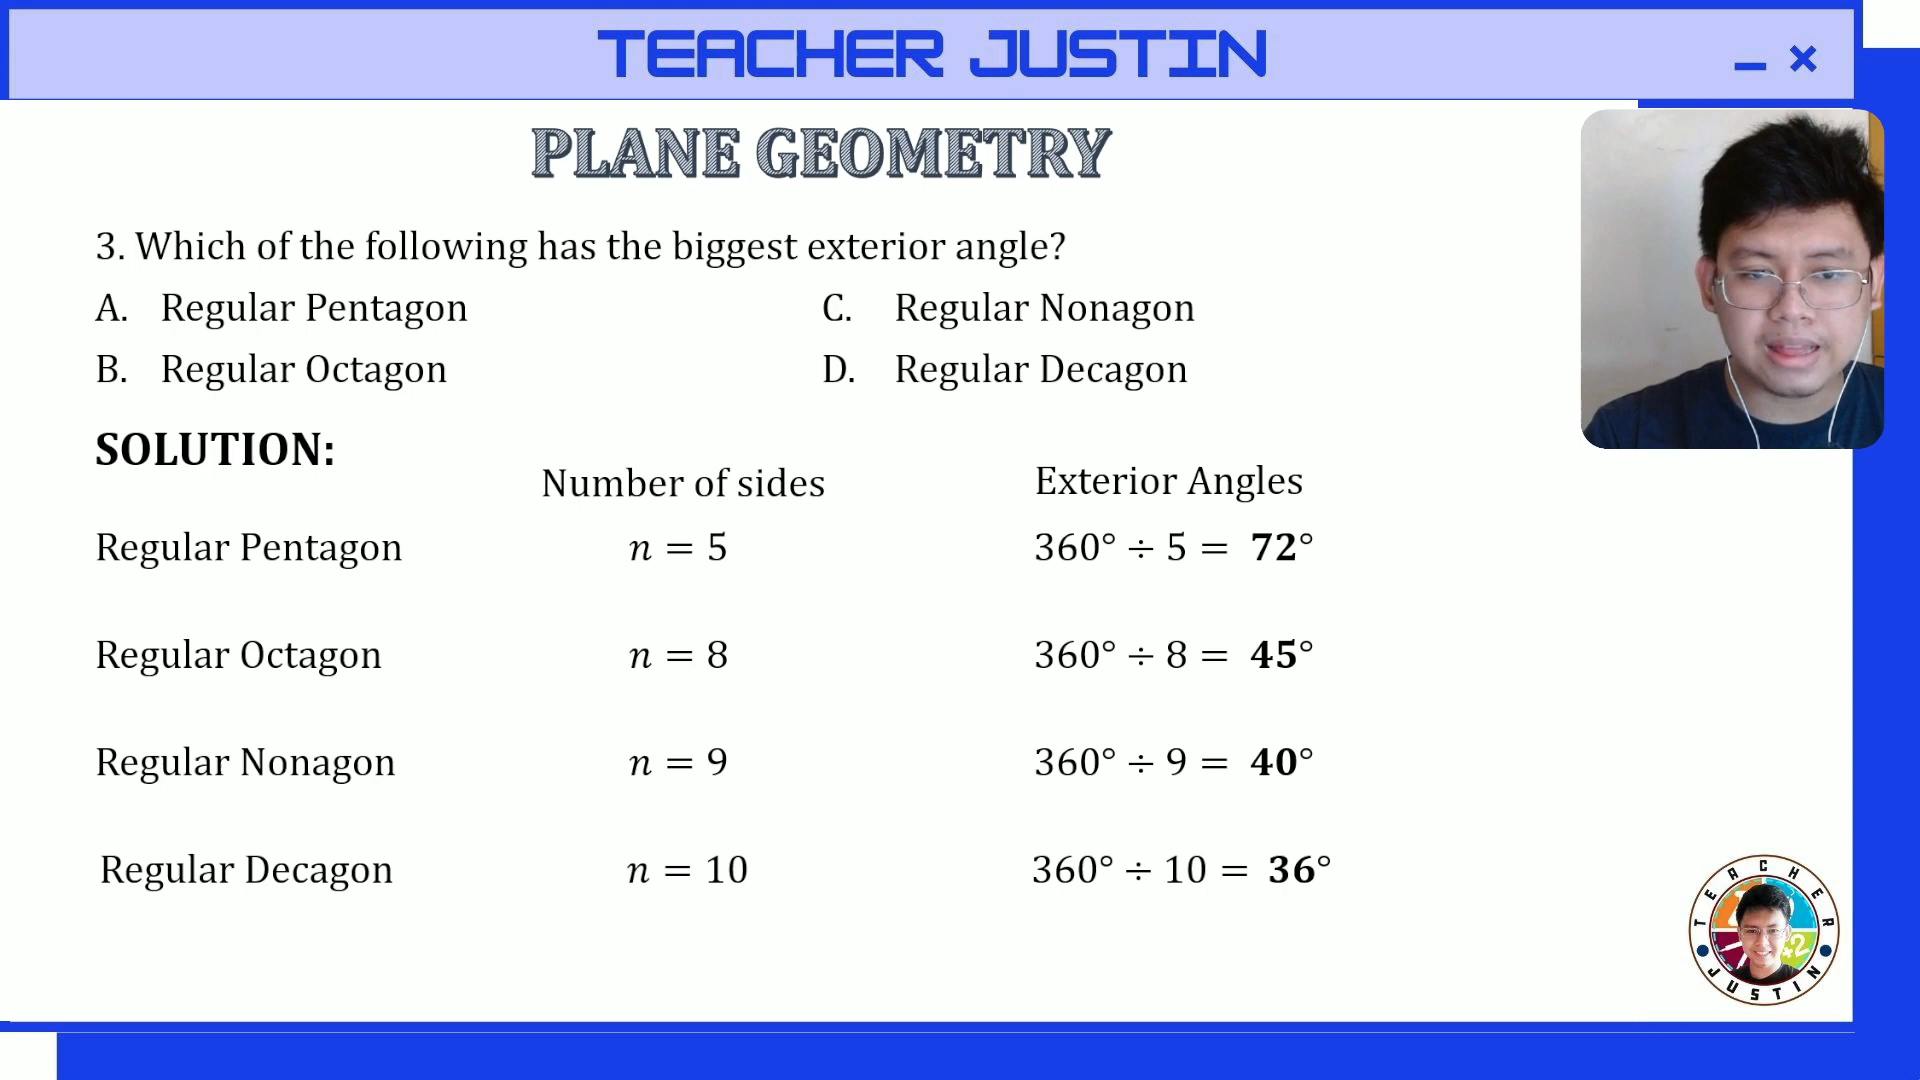 TEACHER JUSTIN
PLANE GEOMETRY
3. Which of the following has the biggest exterior angle?
A. Regular Pentagon
C. Regular Nonagon
B. Regular Octagon
D. Regular Decagon
SOLUTION:
Number of sides
Exterior Angles
Regular Pentagon n = 5 360° ÷ 5 = 72°
Regular Octagon n = 8 360° ÷ 8 = 45°
Regular Nonagon n = 9 360° ÷ 9 = 40°
Regular Decagon n = 10 360° ÷ 10 = 36°
TEACHER
JUSTIN